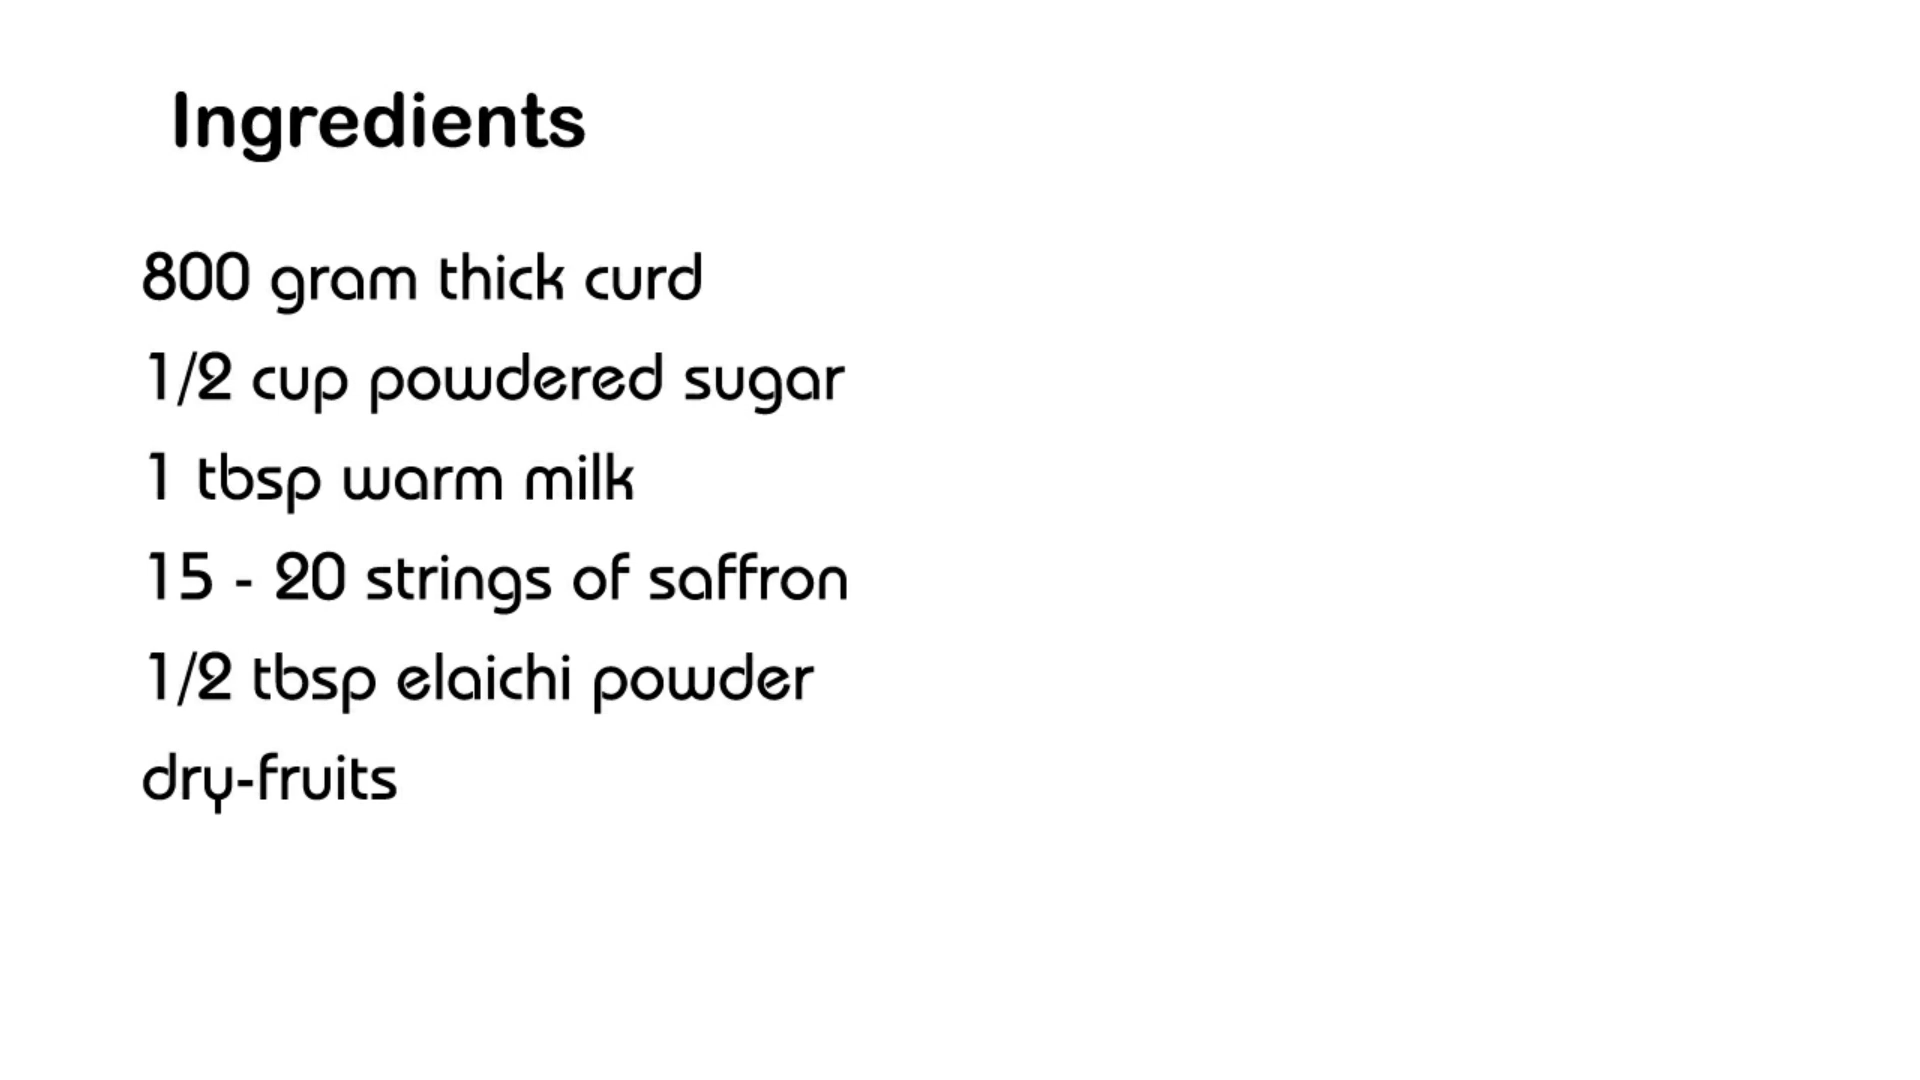 Ingredients
800 gram thick curd
1/2 cup powdered sugar
1 tbsp warm milk
15 - 20 strings of saffron
1/2 tbsp elaichi powder
dry-fruits